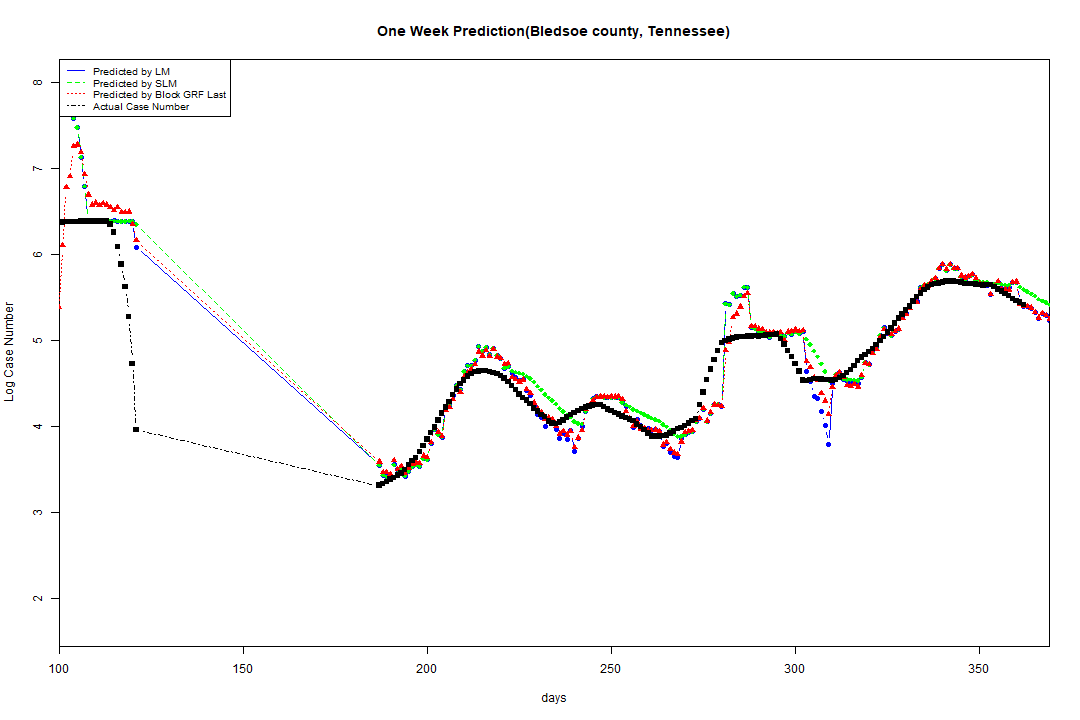 One Week Prediction(Bledsoe county, Tennessee)
Predicted by LM
Predicted by SLM
Predicted by Block GRF Last
Actual Case Number
Log Case Number
8
7
6
5
4
3
2
100 150 200 250 300 350
days